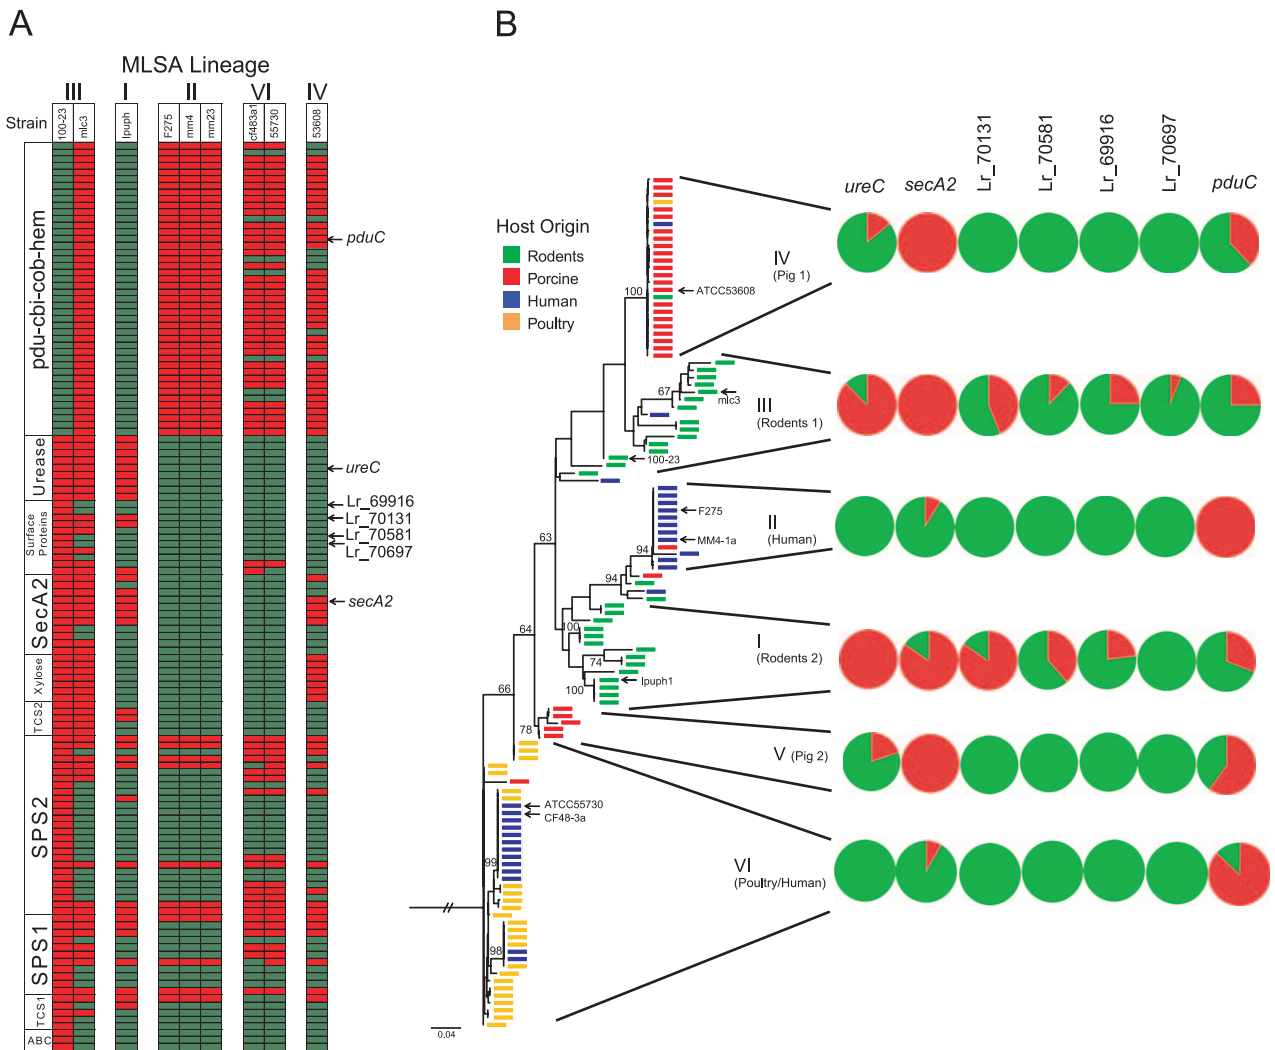 A
MLSA Lineage
III I II VI IV
Strain
100-23
mlc3
lpuph
F275
mm4
mm23
cf483a1
55730
53608
pdu-cbi-cob-hem
Urease
Surface
Proteins
SecA2
Xylose
TCS2
SPS2
SPS1
TCS1
ABC
pduC
ureC
Lr_69916
Lr_70131
Lr_70581
Lr_70697
secA2
B
Host Origin
Rodents
Porcine
Human
Poultry
100
ATCC53608
67
mlc3
100-23
63
F275
MM4-1a
94
94
64
100
74
100
lpuph1
66
78
ATCC55730
CF48-3a
99
98
0.04
ureC
secA2
Lr_70131
Lr_70581
Lr_69916
Lr_70697
pduC
IV
(Pig 1)
III
(Rodents 1)
II
(Human)
I
(Rodents 2)
V (Pig 2)
VI
(Poultry/Human)